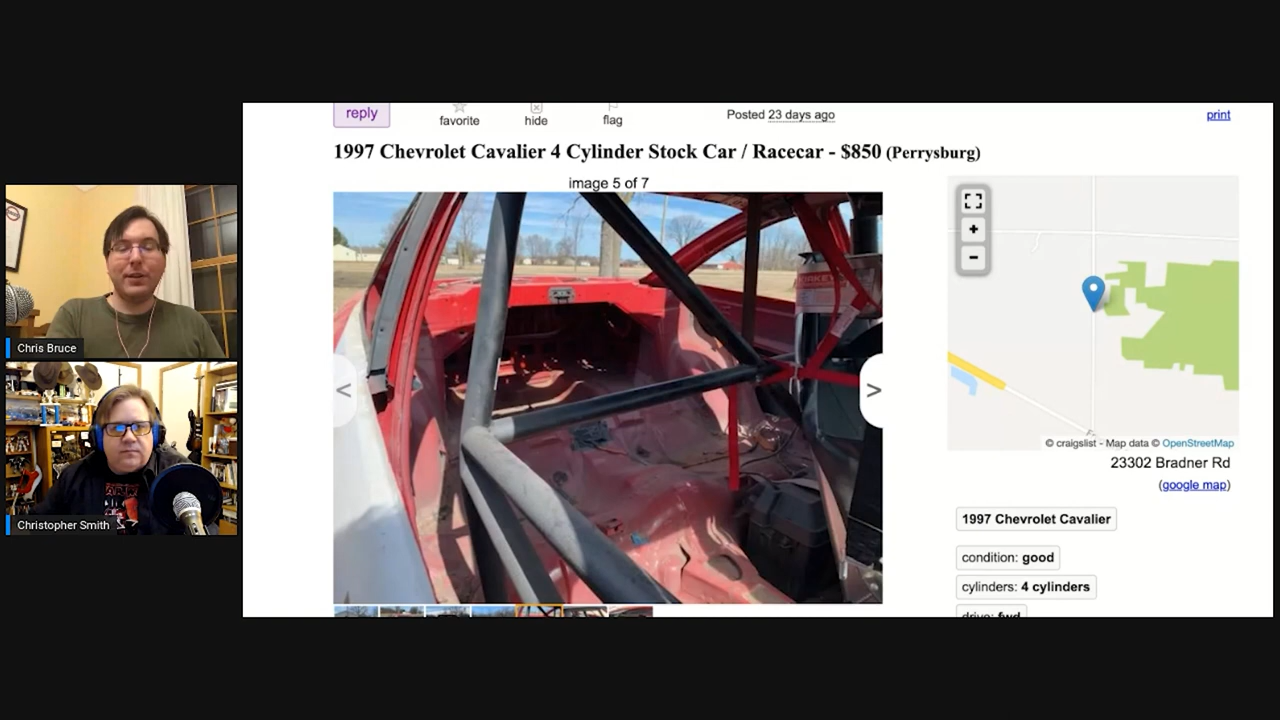 reply
favorite
hide
flag
Posted 23 days ago
print
1997 Chevrolet Cavalier 4 Cylinder Stock Car / Racecar - $850 (Perrysburg)
image 5 of 7
+
−
<
>
© craigslist - Map data © OpenStreetMap
23302 Bradner Rd
(google map)
1997 Chevrolet Cavalier
condition: good
cylinders: 4 cylinders
drive: fwd
Chris Bruce
Christopher Smith